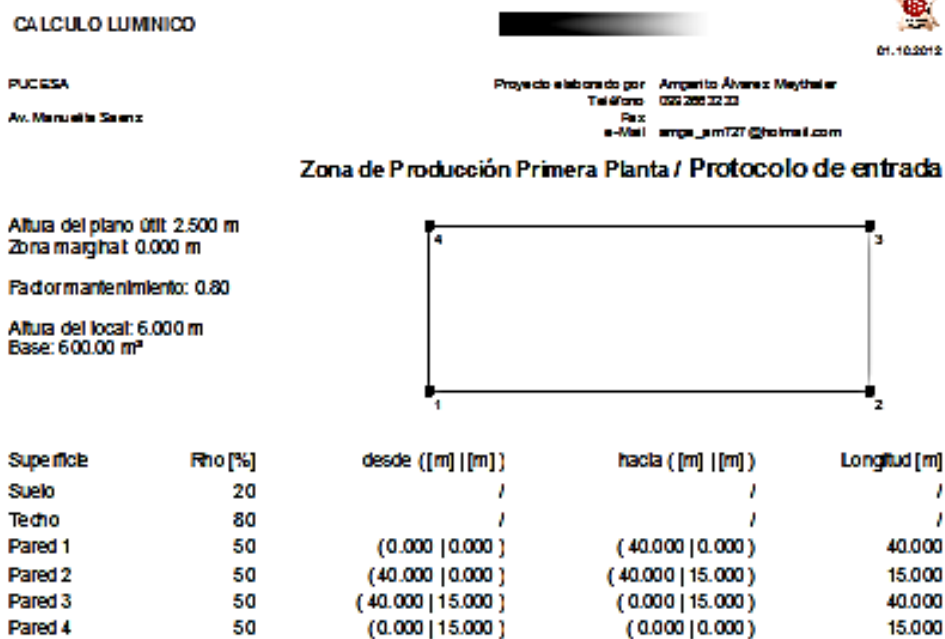 CALCULO LUMINICO
01.10.2012
PUCESA
Av. Manuelita Saenz
Proyecto elaborado por Amparito Álvarez Meythaler
Teléfono
Fax
e-Mail
Zona de Producción Primera Planta / Protocolo de entrada
Altura del plano útil: 2.500 m
Zona marginal: 0.000 m
Factor mantenimiento: 0.80
Altura del local: 6.000 m
Base: 600.00 m²
4
3
1
2
Superficie Rho [%] desde ([m] | [m]) hacia ([m] | [m]) Longitud [m]
Suelo 20 / / /
Techo 80 / / /
Pared 1 50 (0.000 | 0.000) (40.000 | 0.000) 40.000
Pared 2 50 (40.000 | 0.000) (40.000 | 15.000) 15.000
Pared 3 50 (40.000 | 15.000) (0.000 | 15.000) 40.000
Pared 4 50 (0.000 | 15.000) (0.000 | 0.000) 15.000